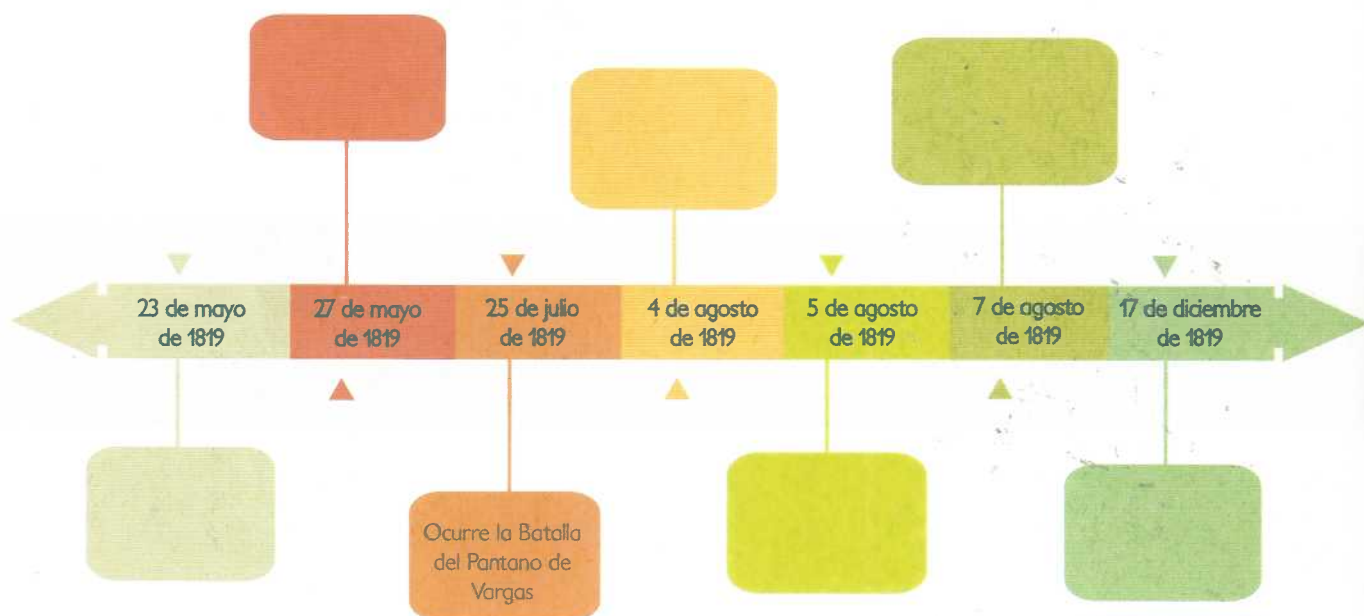 23 de mayo
de 1819
27 de mayo
de 1819
25 de julio
de 1819
4 de agosto
de 1819
5 de agosto
de 1819
7 de agosto
de 1819
17 de diciembre
de 1819
Ocurre la Batalla
del Pantano de
Vargas